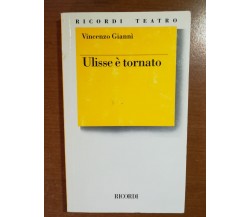 RICORDI TEATRO
Vincenzo Gianni
Ulisse è tornato
RICORDI